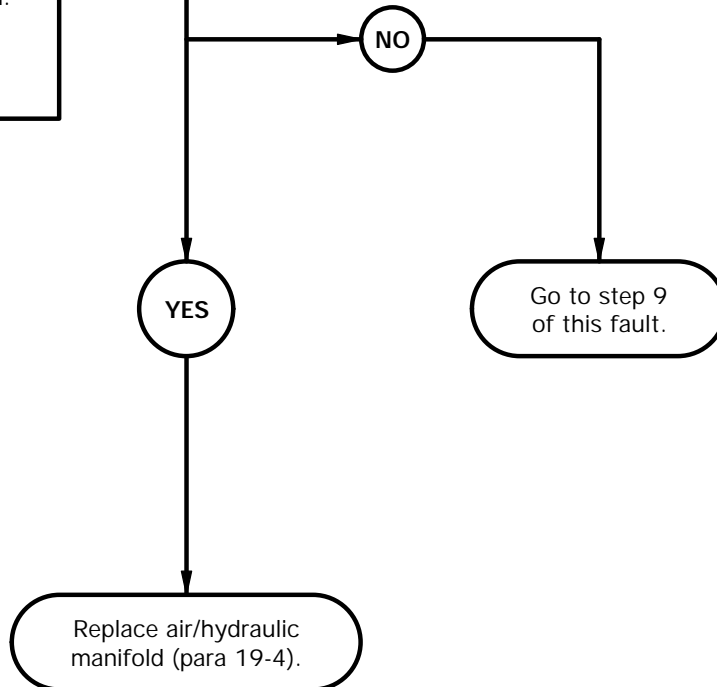 NO
YES
Go to step 9
of this fault.
Replace air/hydraulic
manifold (para 19-4).